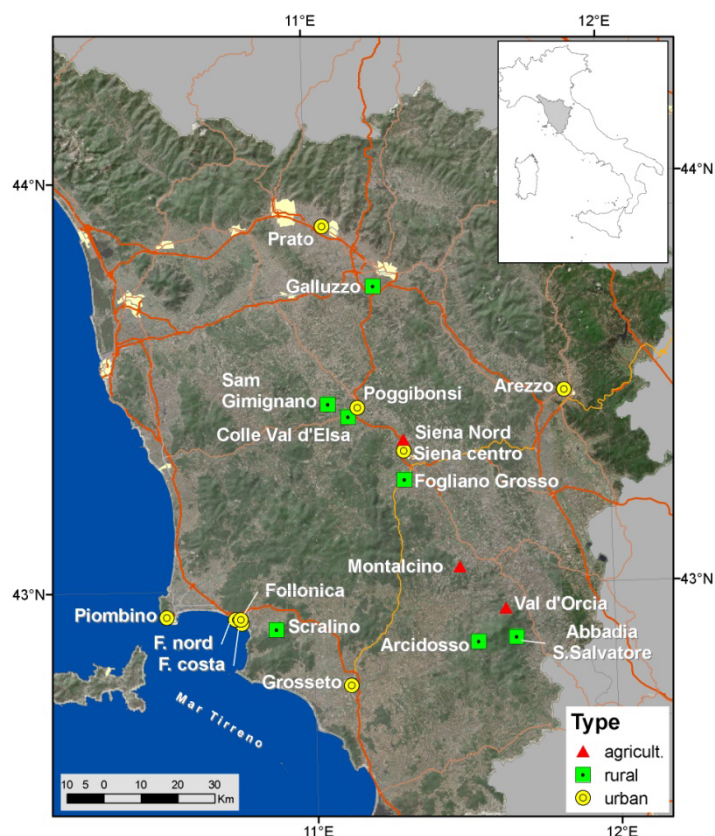 11°E
12°E
44°N
44°N
Prato
Galluzzo
Sam
Gimignano
Poggibonsi
Arezzo
Colle Val d'Elsa
Siena Nord
Siena centro
Fogliano Grosso
Montalcino
43°N
43°N
Val d'Orcia
Follonica
Piombino
F. nord
F. costa
Scralino
Arcidosso
Abbadia
S.Salvatore
Grosseto
Mar Tirreno
Type
agricult.
rural
urban
10 5 0 10 20 30
Km
11°E
12°E